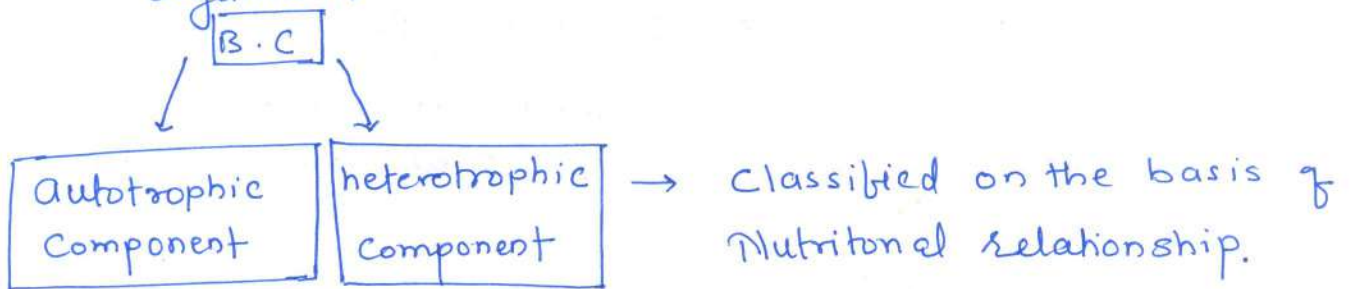 B.C
autotrophic heterotrophic → Classified on the basis of
Component component Nutritonal relationship.